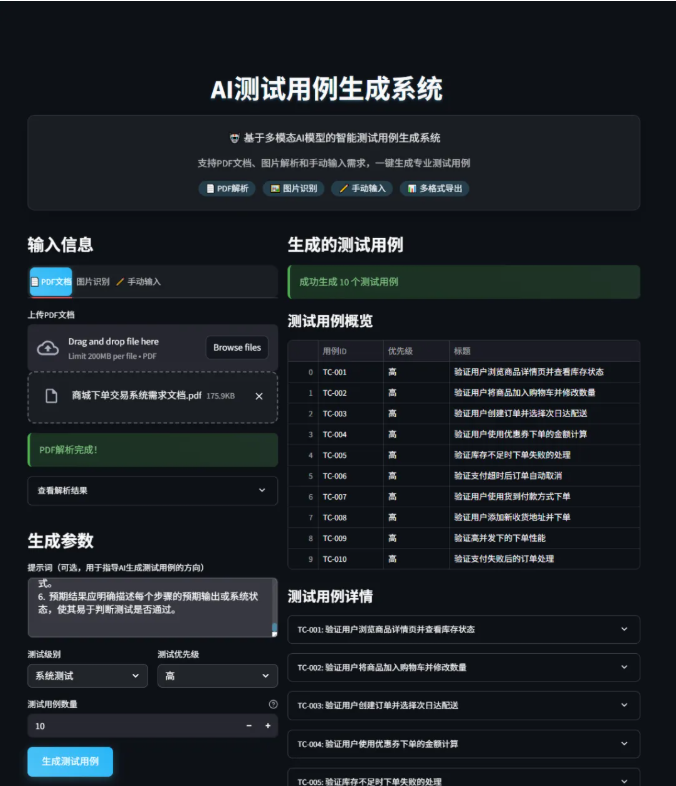 AI测试用例生成系统
基于多模态AI模型的智能测试用例生成系统
支持PDF文档、图片解析和手动输入需求，一键生成专业测试用例
PDF解析 图片识别 手动输入 多格式导出
输入信息
PDF文档 图片识别 手动输入
上传PDF文档
Drag and drop file here
Limit 200MB per file • PDF
Browse files
商城下单交易系统需求文档.pdf 175.9KB
PDF解析完成！
查看解析结果
生成参数
提示词（可选，用于指导AI生成测试用例的方向）
式。
6. 预期结果应明确描述每个步骤的预期输出或系统状
态，使其易于判断测试是否通过。
测试级别 测试优先级
系统测试 高
测试用例数量
10
生成测试用例
生成的测试用例
成功生成 10 个测试用例
测试用例概览
用例ID 优先级 标题
0 TC-001 高 验证用户浏览商品详情页并查看库存状态
1 TC-002 高 验证用户将商品加入购物车并修改数量
2 TC-003 高 验证用户创建订单并选择次日达配送
3 TC-004 高 验证用户使用优惠券下单的金额计算
4 TC-005 高 验证库存不足时下单失败的处理
5 TC-006 高 验证支付超时后订单自动取消
6 TC-007 高 验证用户使用货到付款方式下单
7 TC-008 高 验证用户添加新收货地址并下单
8 TC-009 高 验证高并发下的下单性能
9 TC-010 高 验证支付失败后的订单处理
测试用例详情
TC-001: 验证用户浏览商品详情页并查看库存状态
TC-002: 验证用户将商品加入购物车并修改数量
TC-003: 验证用户创建订单并选择次日达配送
TC-004: 验证用户使用优惠券下单的金额计算
TC-005: 验证库存不足时下单失败的处理